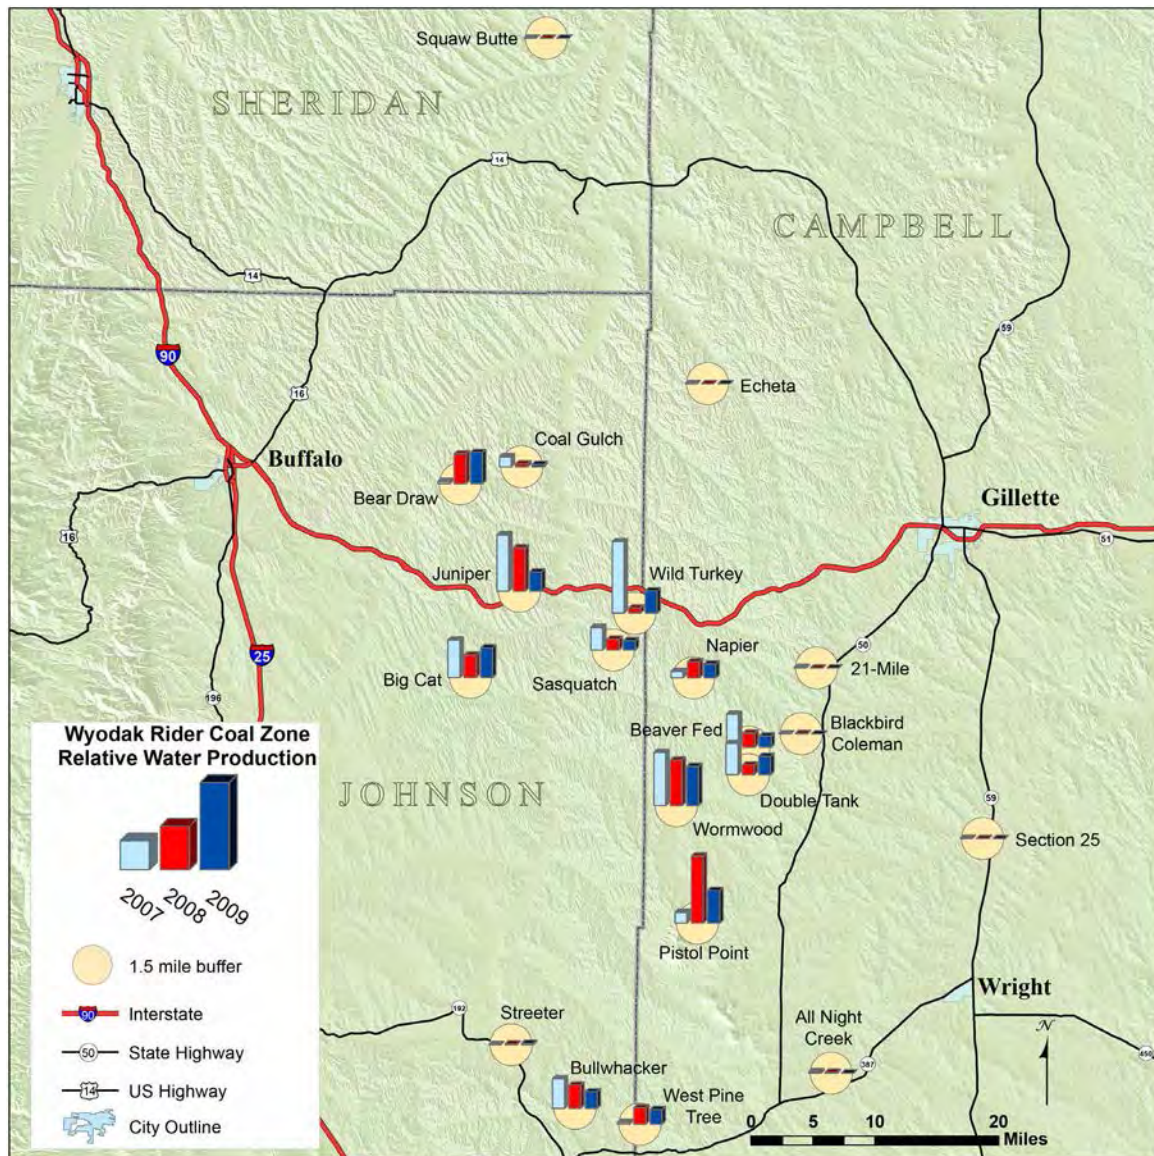 Squaw Butte
SHERIDAN
14
CAMPBELL
14
59
90
16
Echeta
Coal Gulch
Buffalo
Bear Draw
Gillette
16
51
Juniper
Wild Turkey
50
25
Napier
Big Cat
Sasquatch
21-Mile
196
Beaver Fed
Blackbird
Coleman
Wyodak Rider Coal Zone
Relative Water Production
JOHNSON
Double Tank
59
Wormwood
Section 25
2007
2008
2009
Pistol Point
1.5 mile buffer
Wright
192
Streeter
All Night
Creek
Interstate
90
N
50
State Highway
387
450
Bullwhacker
14
US Highway
West Pine
Tree
City Outline
0 5 10 20
Miles